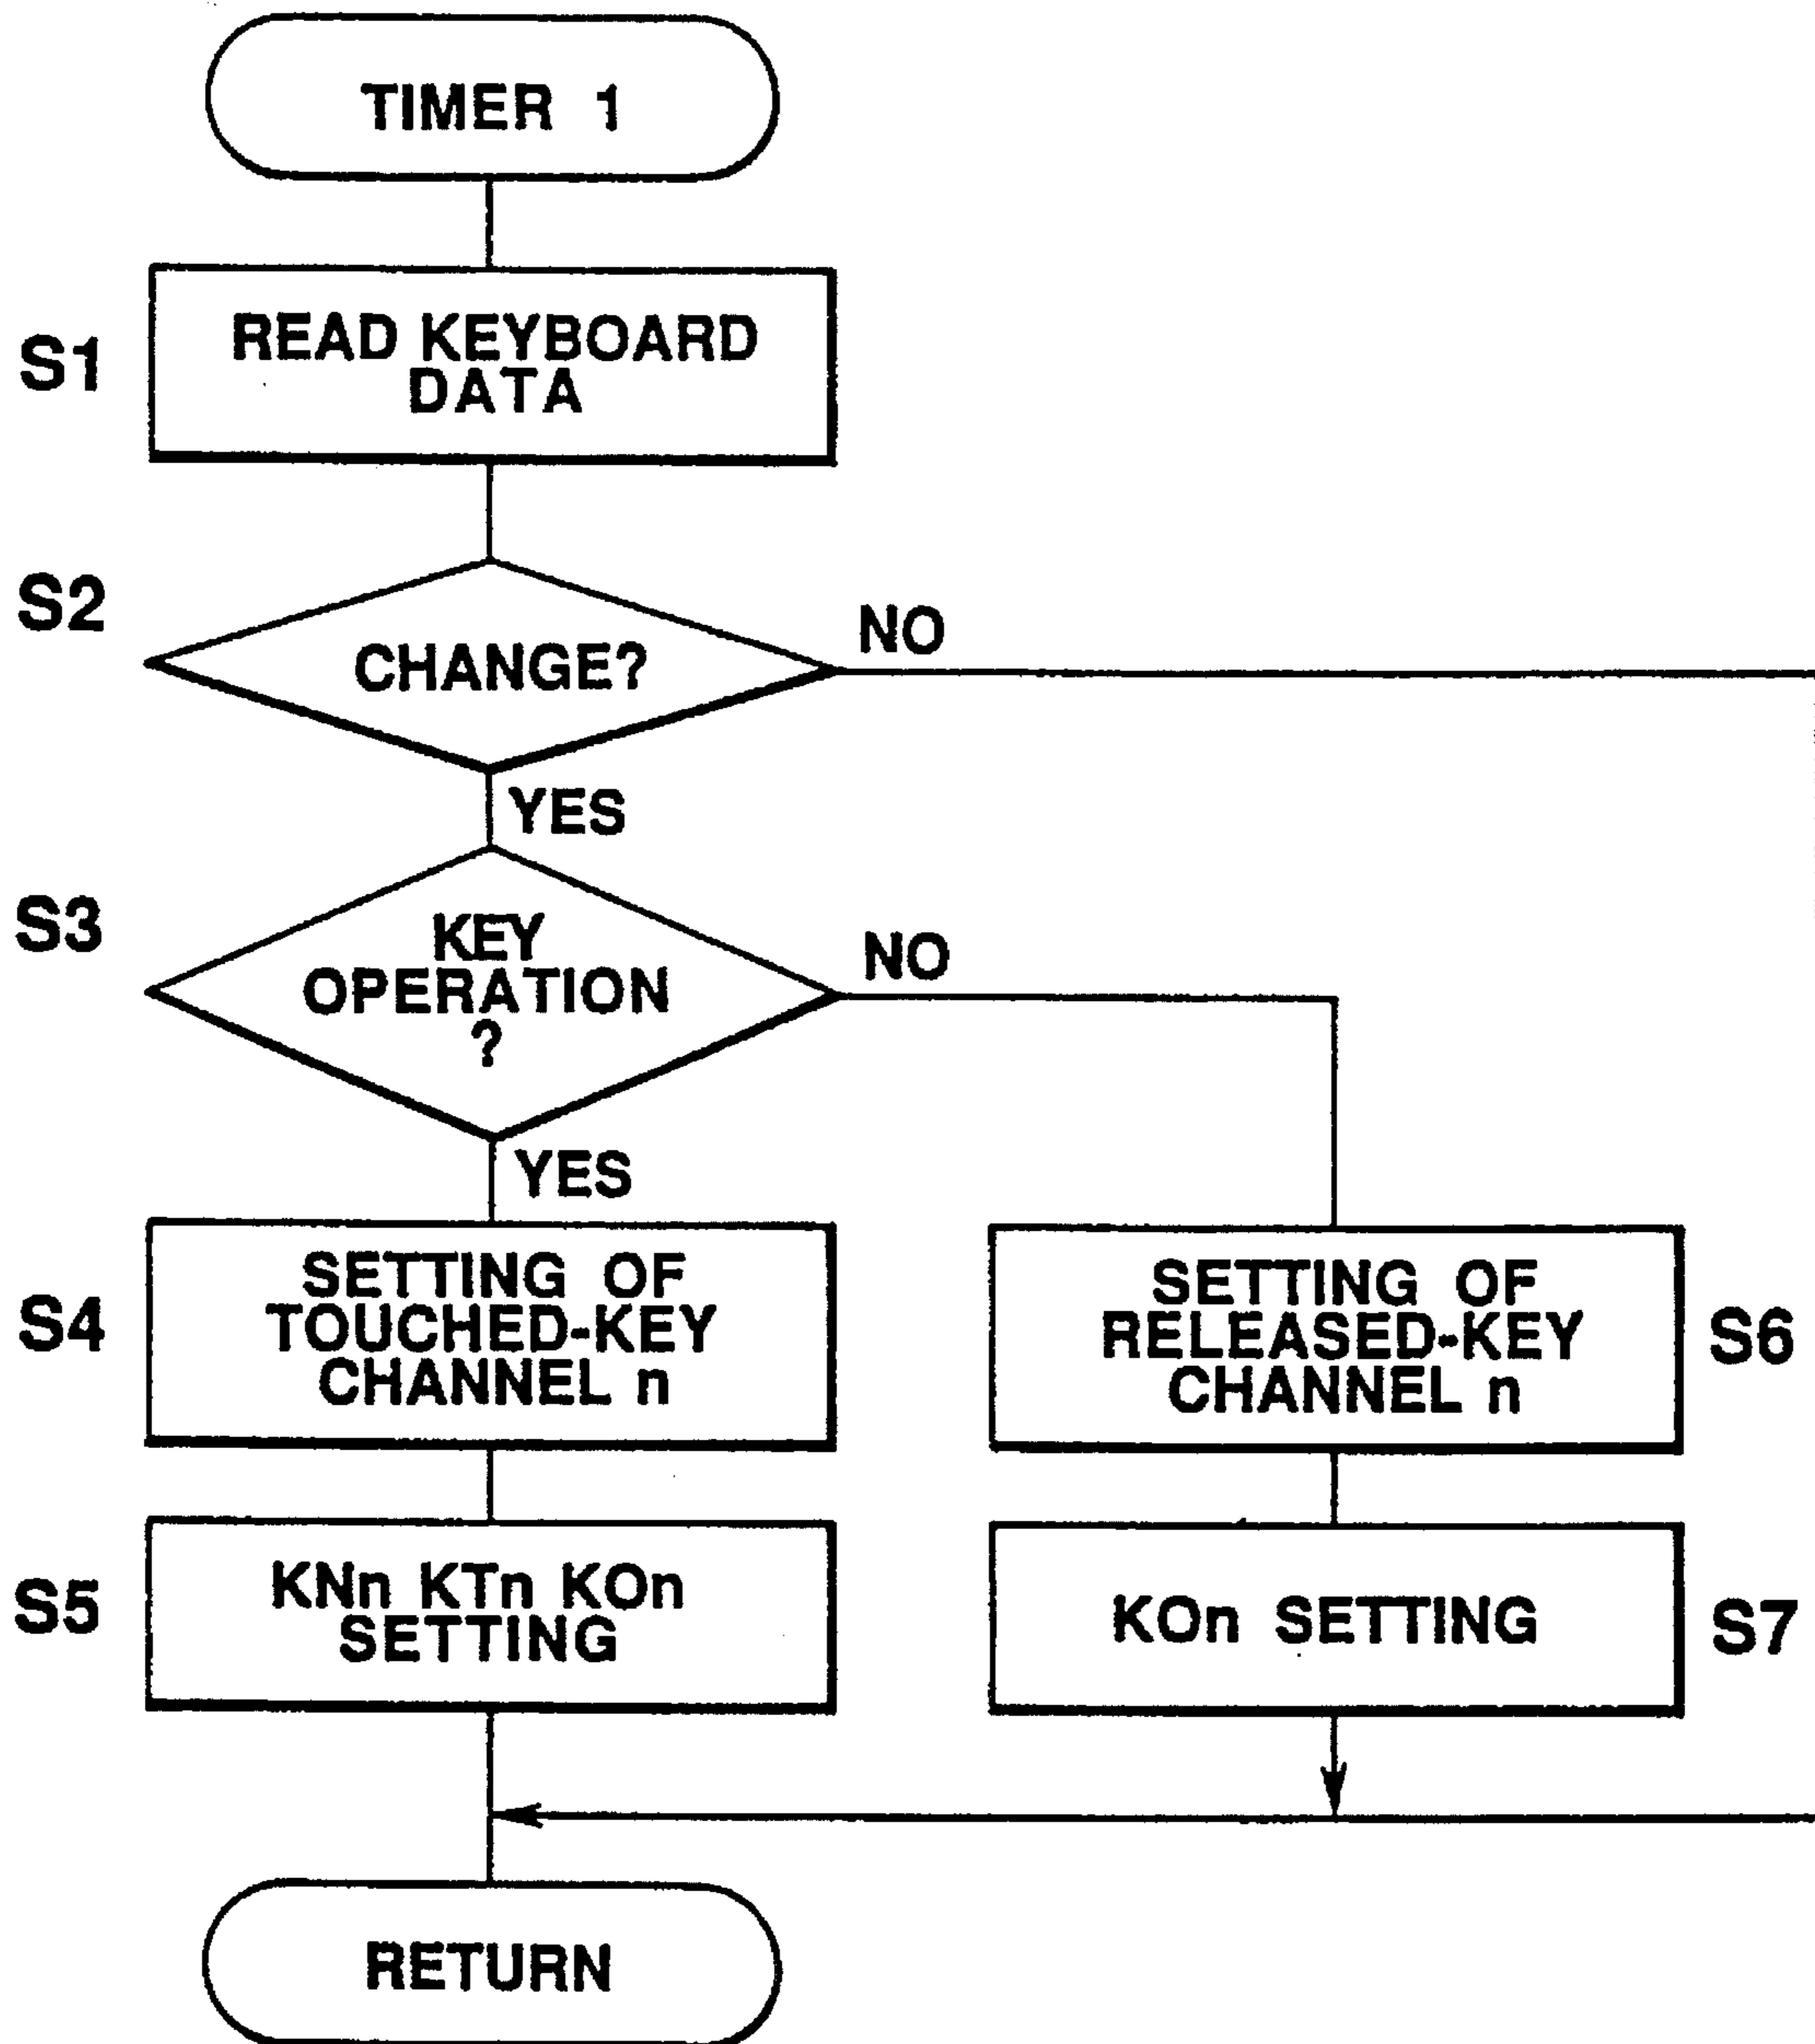 TIMER 1
S1
READ KEYBOARD
DATA
S2
CHANGE?
NO
YES
S3
KEY
OPERATION
?
NO
YES
S4
SETTING OF
TOUCHED-KEY
CHANNEL n
SETTING OF
RELEASED-KEY
CHANNEL n
S6
S5
KNn KTn KOn
SETTING
KOn SETTING
S7
RETURN